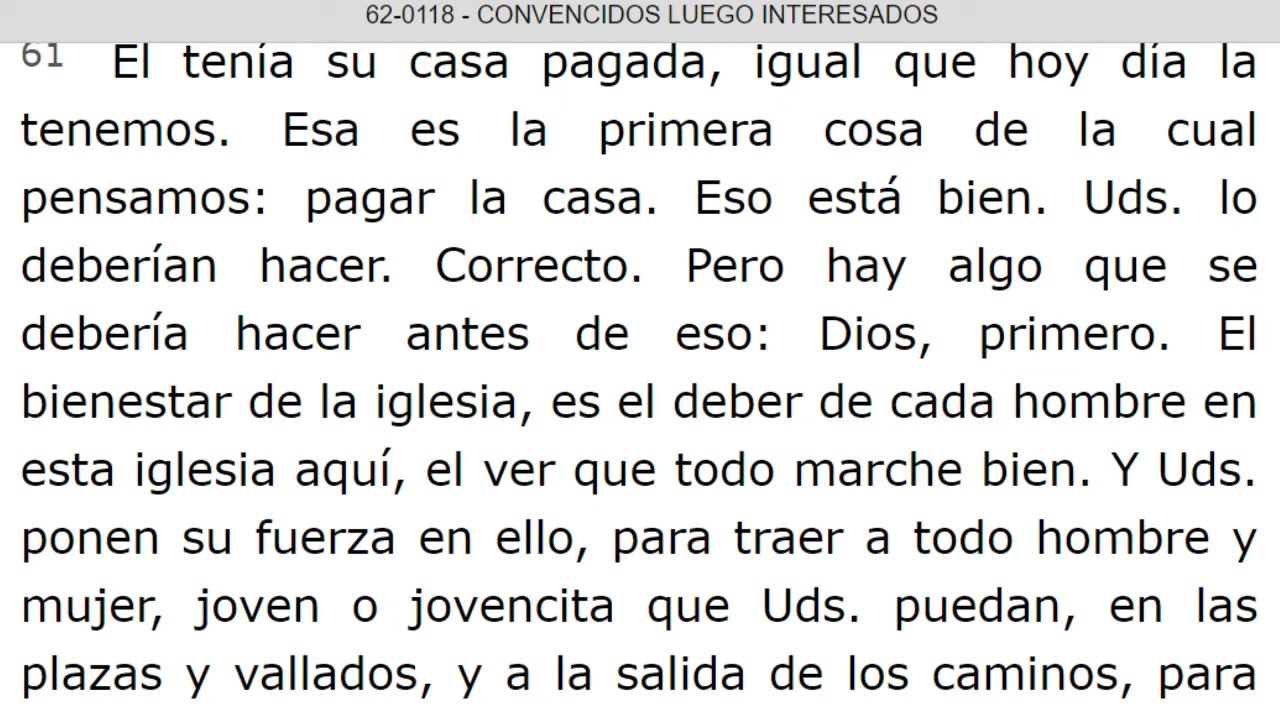 62-0118 - CONVENCIDOS LUEGO INTERESADOS
61 El tenía su casa pagada, igual que hoy día la
tenemos. Esa es la primera cosa de la cual
pensamos: pagar la casa. Eso está bien. Uds. lo
deberían hacer. Correcto. Pero hay algo que se
debería hacer antes de eso: Dios, primero. El
bienestar de la iglesia, es el deber de cada hombre en
esta iglesia aquí, el ver que todo marche bien. Y Uds.
ponen su fuerza en ello, para traer a todo hombre y
mujer, joven o jovencita que Uds. puedan, en las
plazas y vallados, y a la salida de los caminos, para